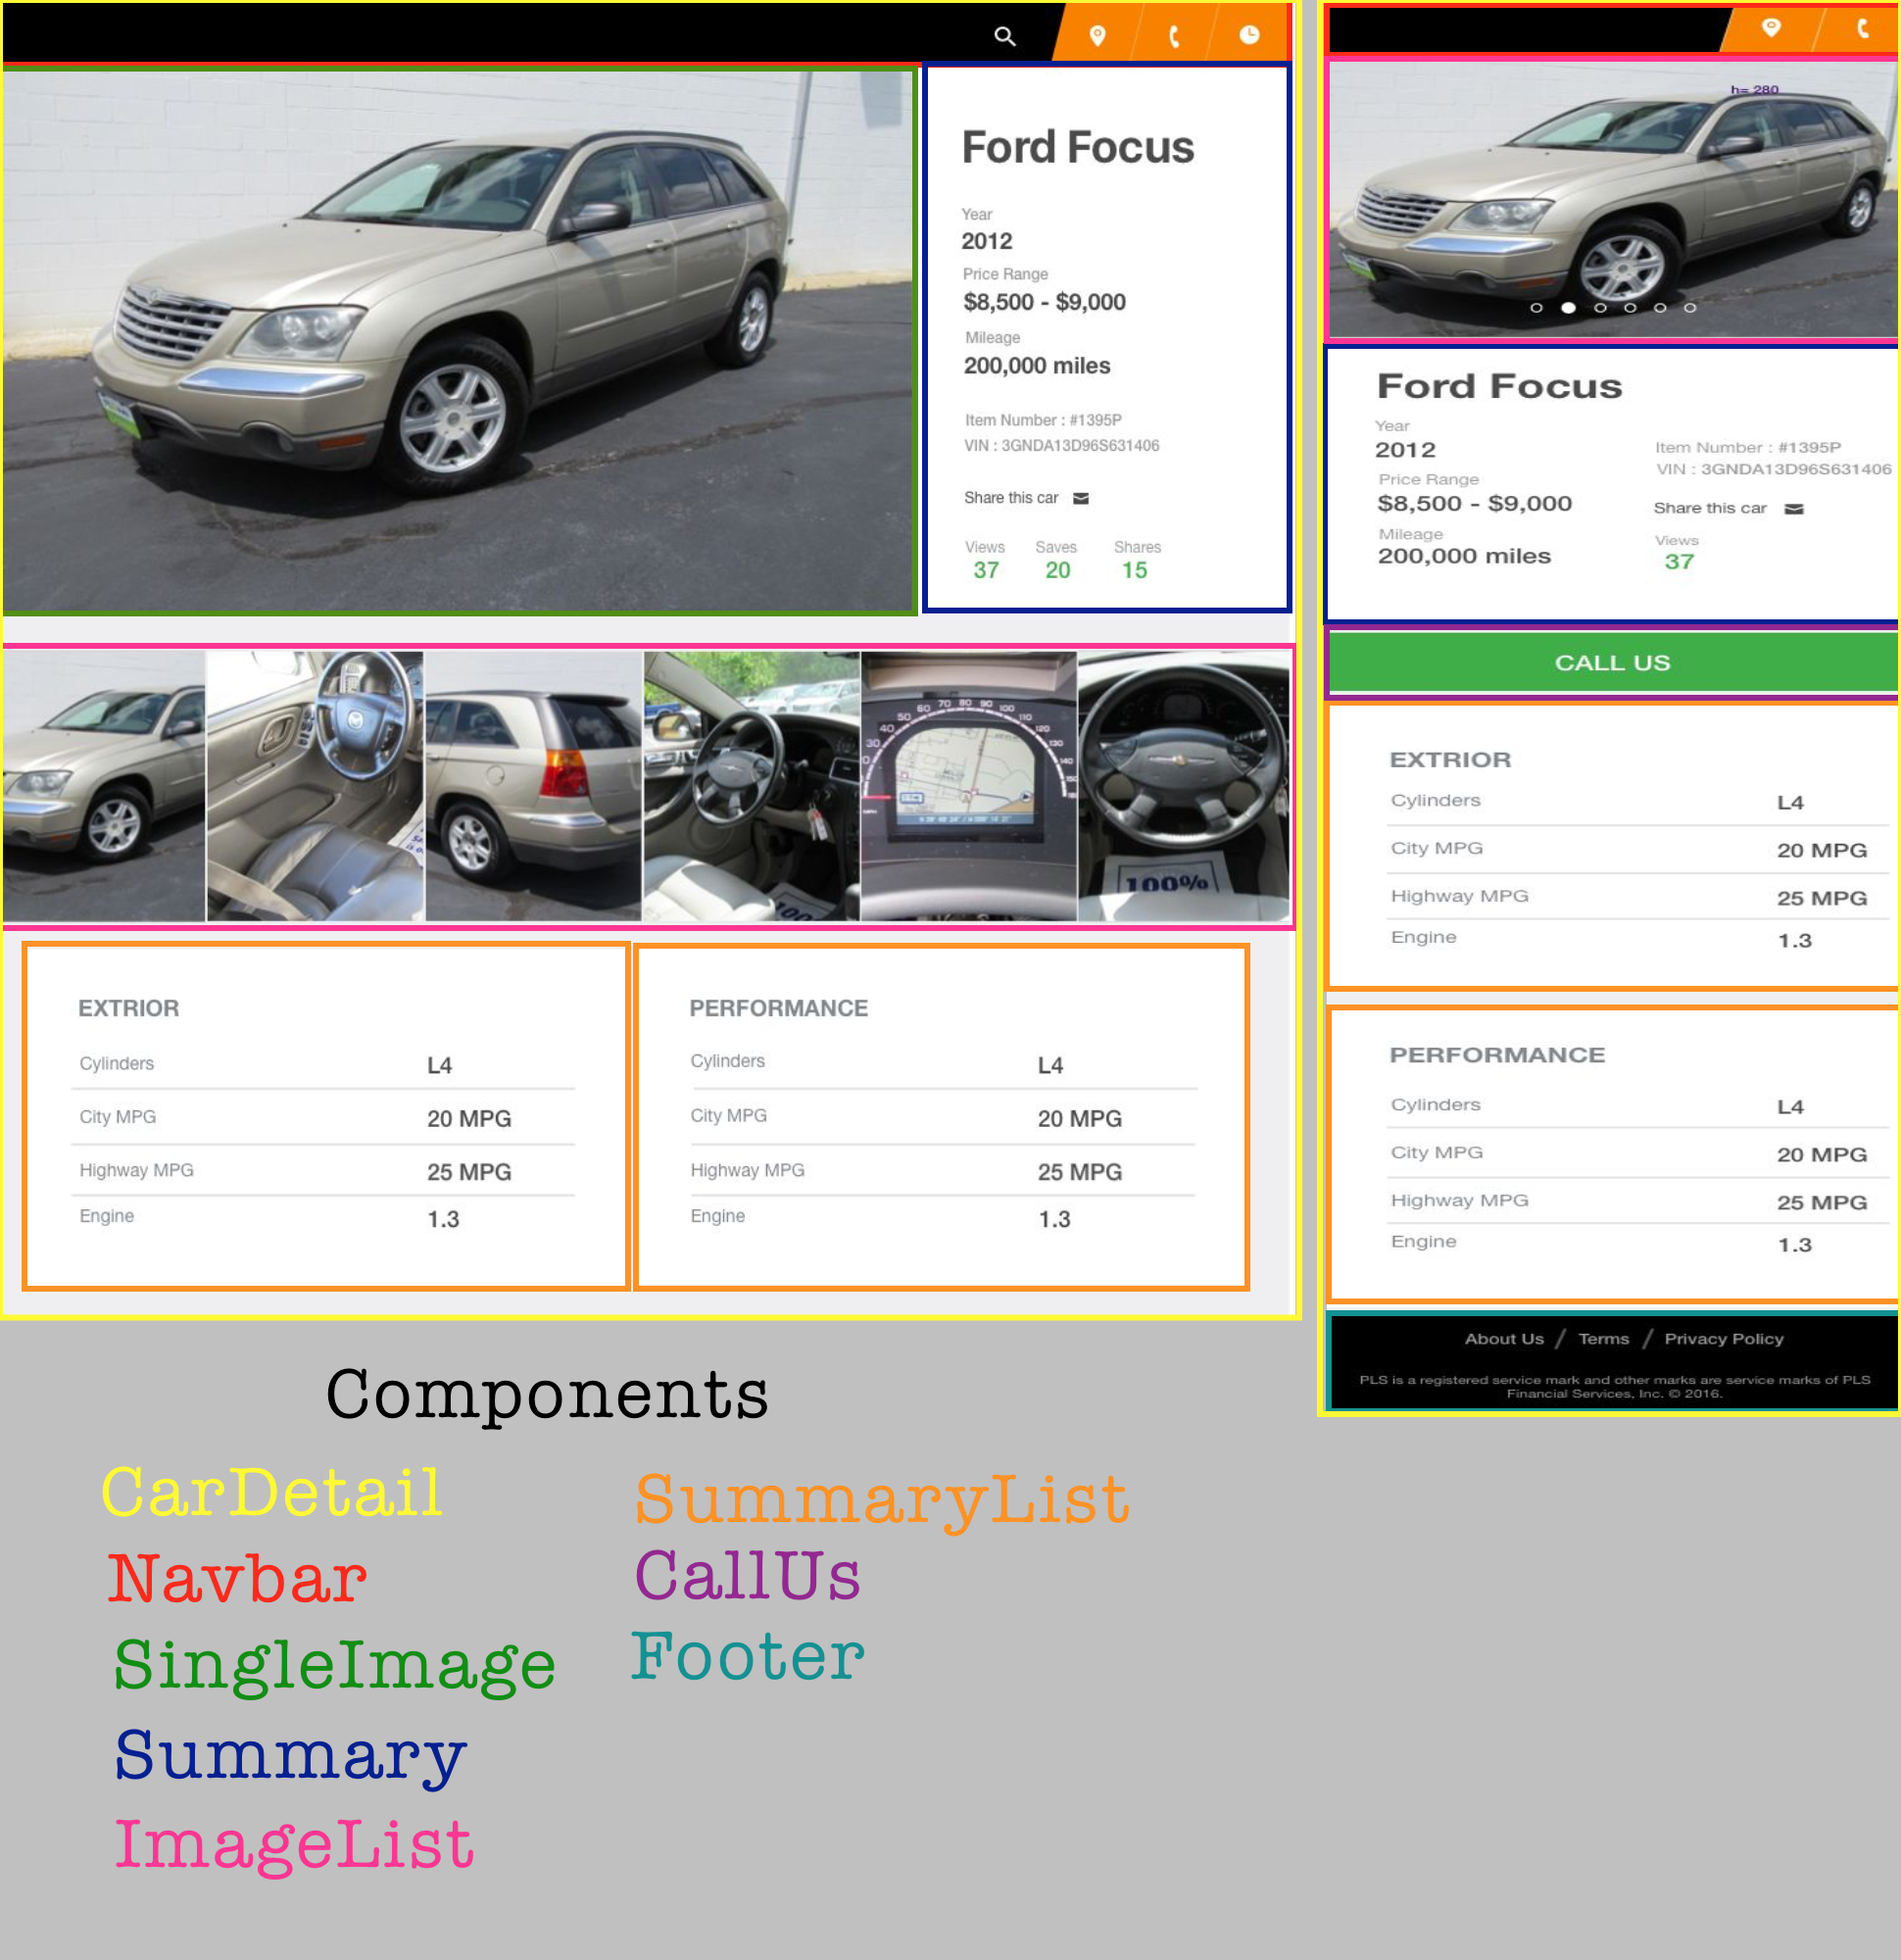 Ford Focus
Year
2012
Price Range
$8,500 - $9,000
Mileage
200,000 miles
Item Number : #1395P
VIN : 3GNDA13D96S631406
Share this car
Views Saves Shares
37 20 15
100%
EXTRIOR
Cylinders L4
City MPG 20 MPG
Highway MPG 25 MPG
Engine 1.3
PERFORMANCE
Cylinders L4
City MPG 20 MPG
Highway MPG 25 MPG
Engine 1.3
h= 280
Ford Focus
Year
2012
Price Range
$8,500 - $9,000
Mileage
200,000 miles
Item Number : #1395P
VIN : 3GNDA13D96S631406
Share this car
Views
37
CALL US
EXTRIOR
Cylinders L4
City MPG 20 MPG
Highway MPG 25 MPG
Engine 1.3
PERFORMANCE
Cylinders L4
City MPG 20 MPG
Highway MPG 25 MPG
Engine 1.3
About Us / Terms / Privacy Policy
PLS is a registered service mark and other marks are service marks of PLS
Financial Services, Inc. © 2016.
Components
CarDetail
Navbar
SingleImage
Summary
ImageList
SummaryList
CallUs
Footer